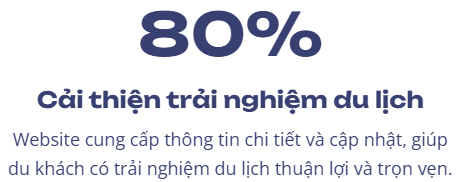 80%
Cải thiện trải nghiệm du lịch
Website cung cấp thông tin chi tiết và cập nhật, giúp
du khách có trải nghiệm du lịch thuận lợi và trọn vẹn.